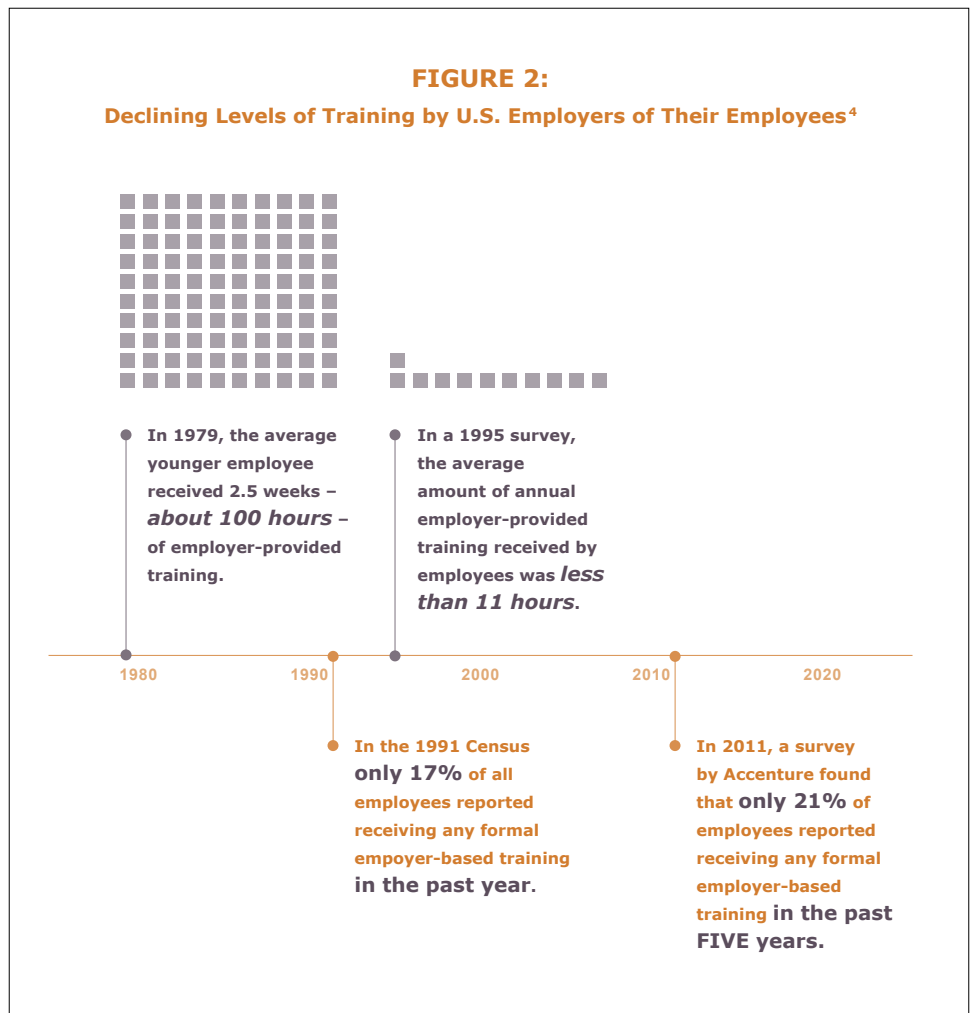 FIGURE 2:
Declining Levels of Training by U.S. Employers of Their Employees⁴
In 1979, the average
younger employee
received 2.5 weeks –
about 100 hours –
of employer-provided
training.
In a 1995 survey,
the average
amount of annual
employer-provided
training received by
employees was less
than 11 hours.
1980
1990
2000
2010
2020
In the 1991 Census
only 17% of all
employees reported
receiving any formal
empoyer-based training
in the past year.
In 2011, a survey
by Accenture found
that only 21% of
employees reported
receiving any formal
employer-based
training in the past
FIVE years.